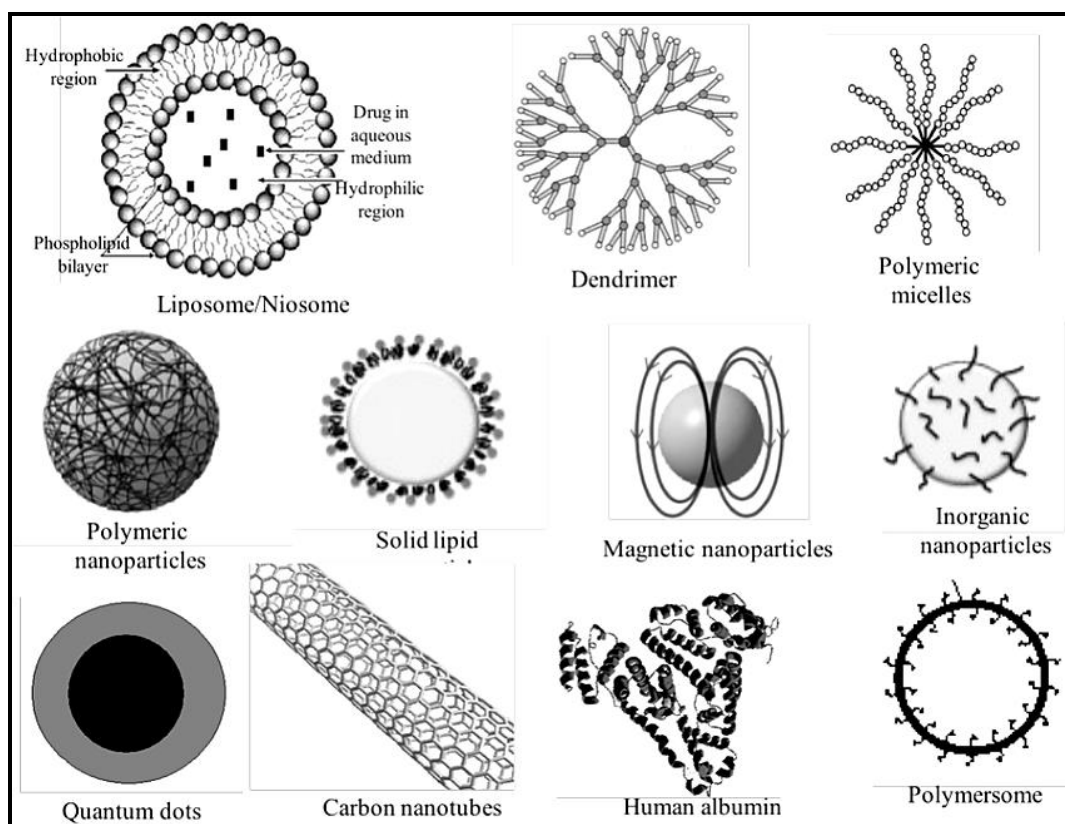 Hydrophobic
region
Drug in
aqueous
medium
Hydrophilic
region
Phospholipid
bilayer
Liposome/Niosome
Dendrimer
Polymeric
micelles
Polymeric
nanoparticles
Solid lipid
Magnetic nanoparticles
Inorganic
nanoparticles
Quantum dots
Carbon nanotubes
Human albumin
Polymersome